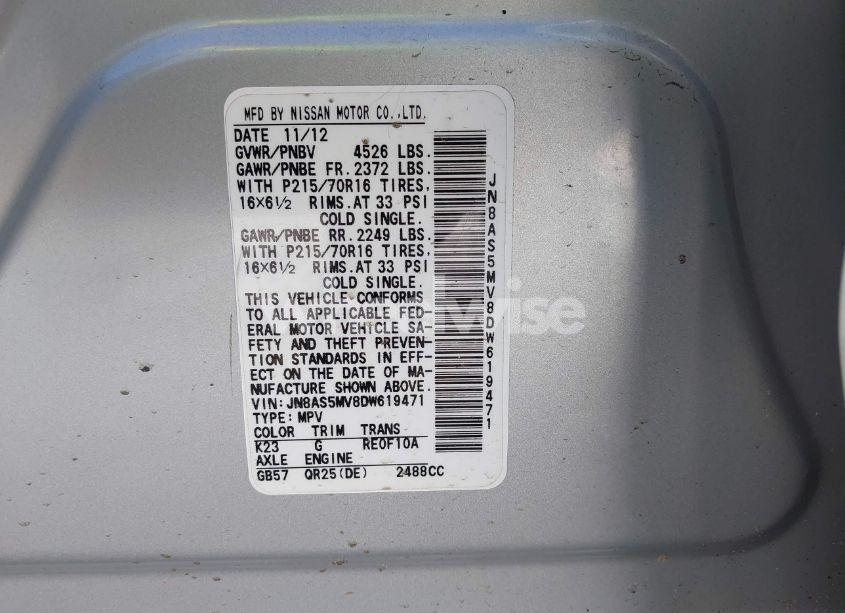 MFD BY NISSAN MOTOR CO.,LTD.
DATE 11/12
GVWR/PNBV 4526 LBS.
GAWR/PNBE FR. 2372 LBS.
WITH P215/70R16 TIRES,
16×6½ RIMS.AT 33 PSI
COLD SINGLE.
GAWR/PNBE RR. 2249 LBS.
WITH P215/70R16 TIRES,
16×6½ RIMS.AT 33 PSI
COLD SINGLE.
THIS VEHICLE CONFORMS
TO ALL APPLICABLE FED-
ERAL MOTOR VEHICLE SA-
FETY AND THEFT PREVEN-
TION STANDARDS IN EFF-
ECT ON THE DATE OF MA-
NUFACTURE SHOWN ABOVE.
VIN:JN8AS5MV8DW619471
TYPE:MPV
COLOR TRIM TRANS
K23 G RE0F10A
AXLE ENGINE
GB57 QR25(DE) 2488CC
JN8AS5MV8DW619471